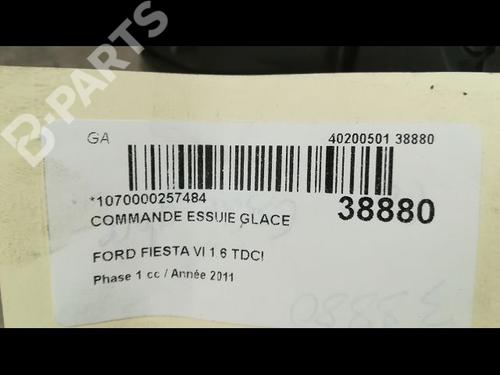 B-PARTS
GA
40200501 38880
*1070000257484
38880
COMMANDE ESSUIE GLACE
FORD FIESTA VI 1.6 TDCI
Phase 1 cc / Année 2011
38880